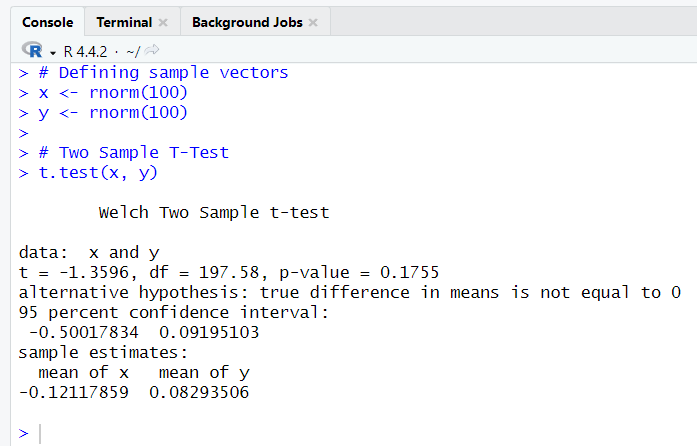 Console Terminal Background Jobs
R R 4.4.2 · ~/
> # Defining sample vectors
> x <- rnorm(100)
> y <- rnorm(100)
>
> # Two Sample T-Test
> t.test(x, y)
Welch Two Sample t-test
data:  x and y
t = -1.3596, df = 197.58, p-value = 0.1755
alternative hypothesis: true difference in means is not equal to 0
95 percent confidence interval:
 -0.50017834  0.09195103
sample estimates:
  mean of x   mean of y
-0.12117859  0.08293506
>